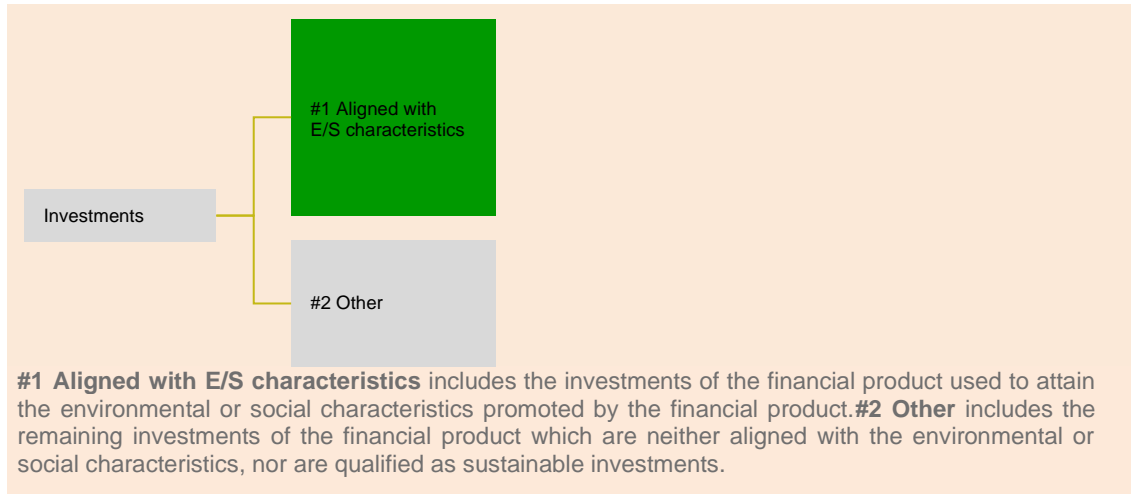 #1 Aligned with
E/S characteristics
Investments
#2 Other
#1 Aligned with E/S characteristics includes the investments of the financial product used to attain
the environmental or social characteristics promoted by the financial product.#2 Other includes the
remaining investments of the financial product which are neither aligned with the environmental or
social characteristics, nor are qualified as sustainable investments.